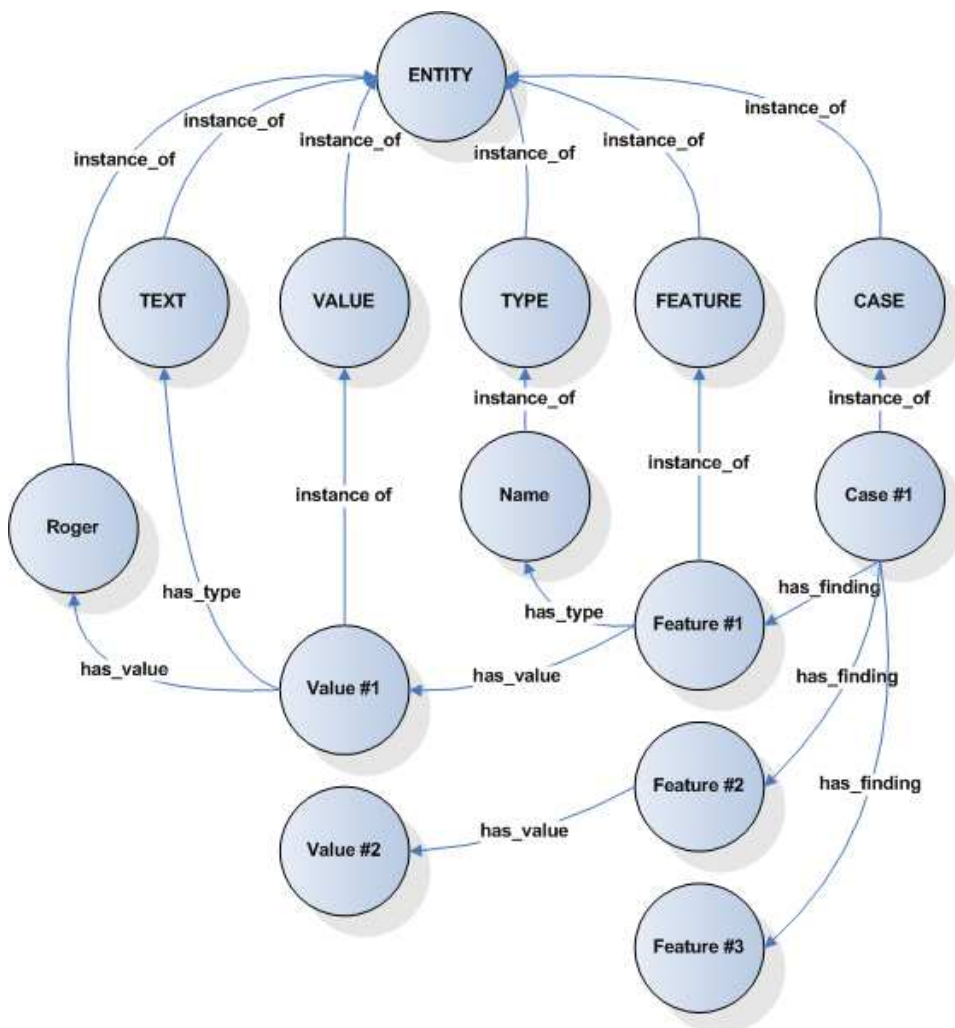 ENTITY
instance_of
instance_of
instance_of
instance_of
instance_of
instance_of
TEXT
VALUE
TYPE
FEATURE
CASE
instance_of
instance_of
Roger
instance of
Name
instance_of
Case #1
has_type
has_type
has_finding
Feature #1
has_value
has_value
Value #1
has_finding
Feature #2
has_finding
has_value
Value #2
Feature #3